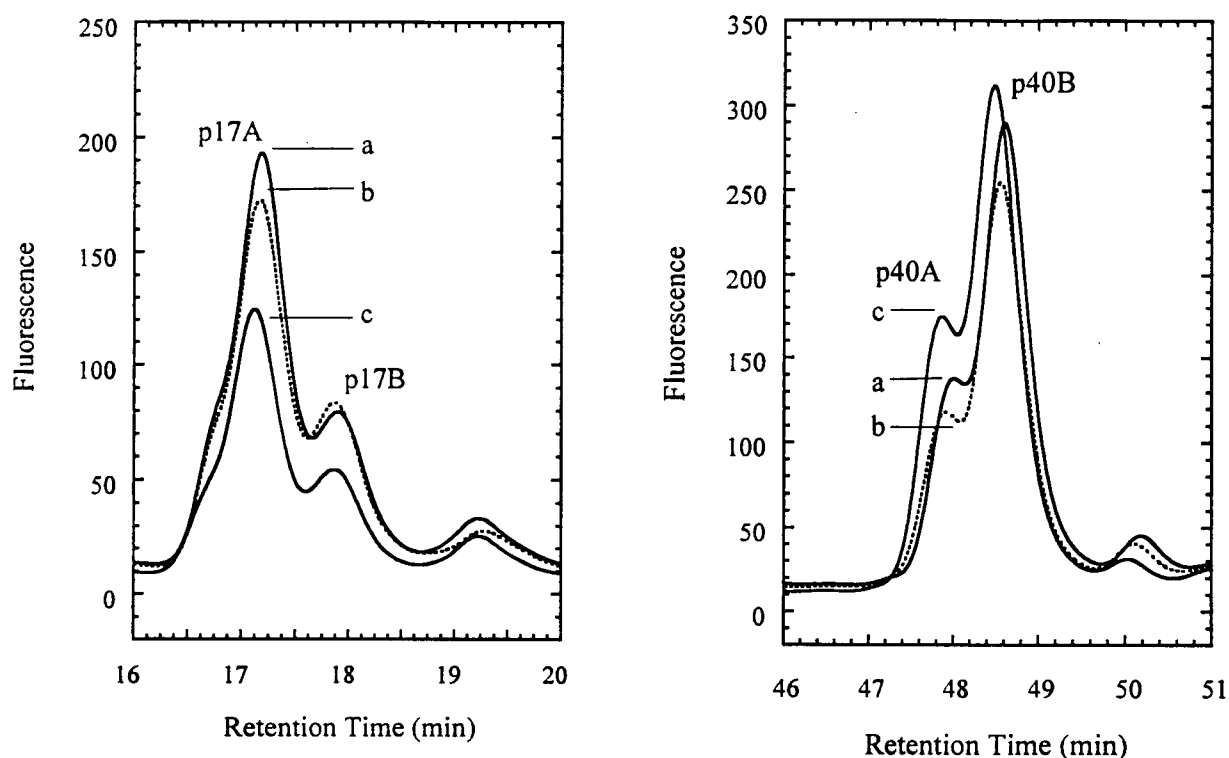 250
200
150
100
50
0
Fluorescence
p17A
a
b
c
p17B
16 17 18 19 20
Retention Time (min)
350
300
250
200
150
100
50
0
Fluorescence
p40B
p40A
c
a
b
46 47 48 49 50 51
Retention Time (min)